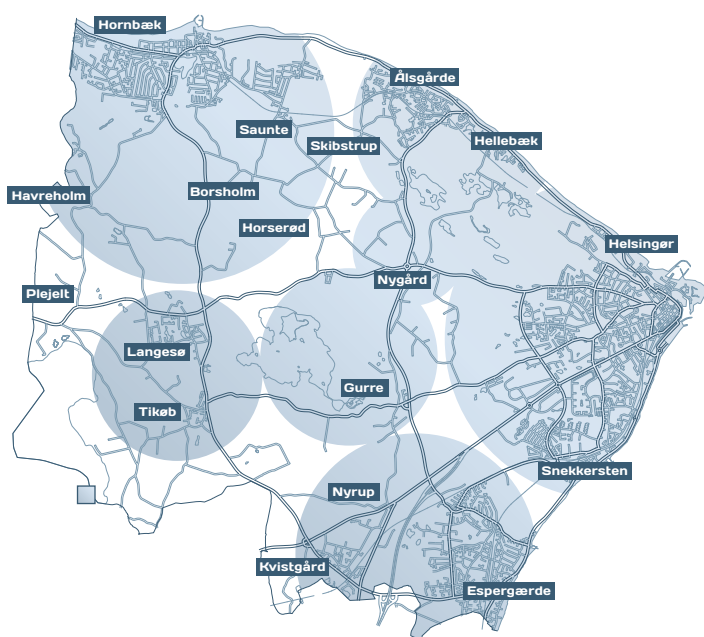 Hornbæk
Ålsgårde
Saunte
Hellebæk
Skibstrup
Havreholm
Borsholm
Horserød
Helsingør
Nygård
Plejelt
Langesø
Gurre
Tikøb
Snekkersten
Nyrup
Kvistgård
Espergærde